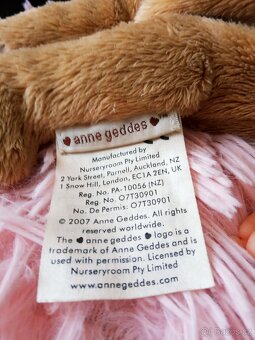 ♥ anne geddes ♥
Manufactured by
Nurseryroom Pty Limited
2 York Street, Parnell, Auckland, NZ
1 Snow Hill, London, EC1A 2EN, UK
Reg. No. PA-10056 (NZ)
Reg. No. O7T30901
No. De Permis: O7T30901
© 2007 Anne Geddes. All rights
reserved worldwide.
The ♥ anne geddes ♥ logo is a
trademark of Anne Geddes and is
used with permission. Licensed by
Nurseryroom Pty Limited
www.annegeddes.com